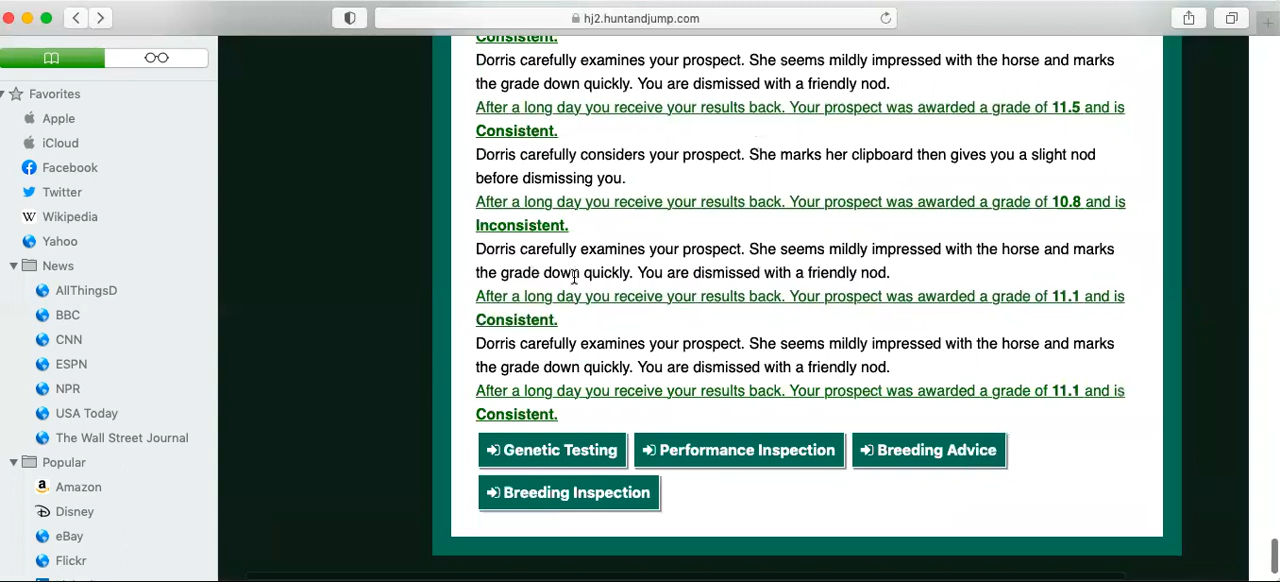 hj2.huntandjump.com
Favorites
Apple
iCloud
Facebook
Twitter
Wikipedia
Yahoo
News
AllThingsD
BBC
CNN
ESPN
NPR
USA Today
The Wall Street Journal
Popular
Amazon
Disney
eBay
Flickr
Consistent.
Dorris carefully examines your prospect. She seems mildly impressed with the horse and marks
the grade down quickly. You are dismissed with a friendly nod.
After a long day you receive your results back. Your prospect was awarded a grade of 11.5 and is
Consistent.
Dorris carefully considers your prospect. She marks her clipboard then gives you a slight nod
before dismissing you.
After a long day you receive your results back. Your prospect was awarded a grade of 10.8 and is
Inconsistent.
Dorris carefully examines your prospect. She seems mildly impressed with the horse and marks
the grade down quickly. You are dismissed with a friendly nod.
After a long day you receive your results back. Your prospect was awarded a grade of 11.1 and is
Consistent.
Dorris carefully examines your prospect. She seems mildly impressed with the horse and marks
the grade down quickly. You are dismissed with a friendly nod.
After a long day you receive your results back. Your prospect was awarded a grade of 11.1 and is
Consistent.
Genetic Testing
Performance Inspection
Breeding Advice
Breeding Inspection